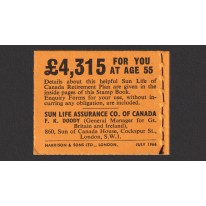 £4,315 FOR YOU
AT AGE 55
Details about this helpful Sun Life of
Canada Retirement Plan are given in the
inside pages of this Stamp Book.
Enquiry Forms for your use, without in-
curring any obligation, are included.
SUN LIFE ASSURANCE CO. OF CANADA
F. K. DOODY (General Manager for Gt.
Britain and Ireland),
860, Sun of Canada House, Cockspur St.,
London, S.W.1.
HARRISON & SONS LTD., LONDON, JULY 1966